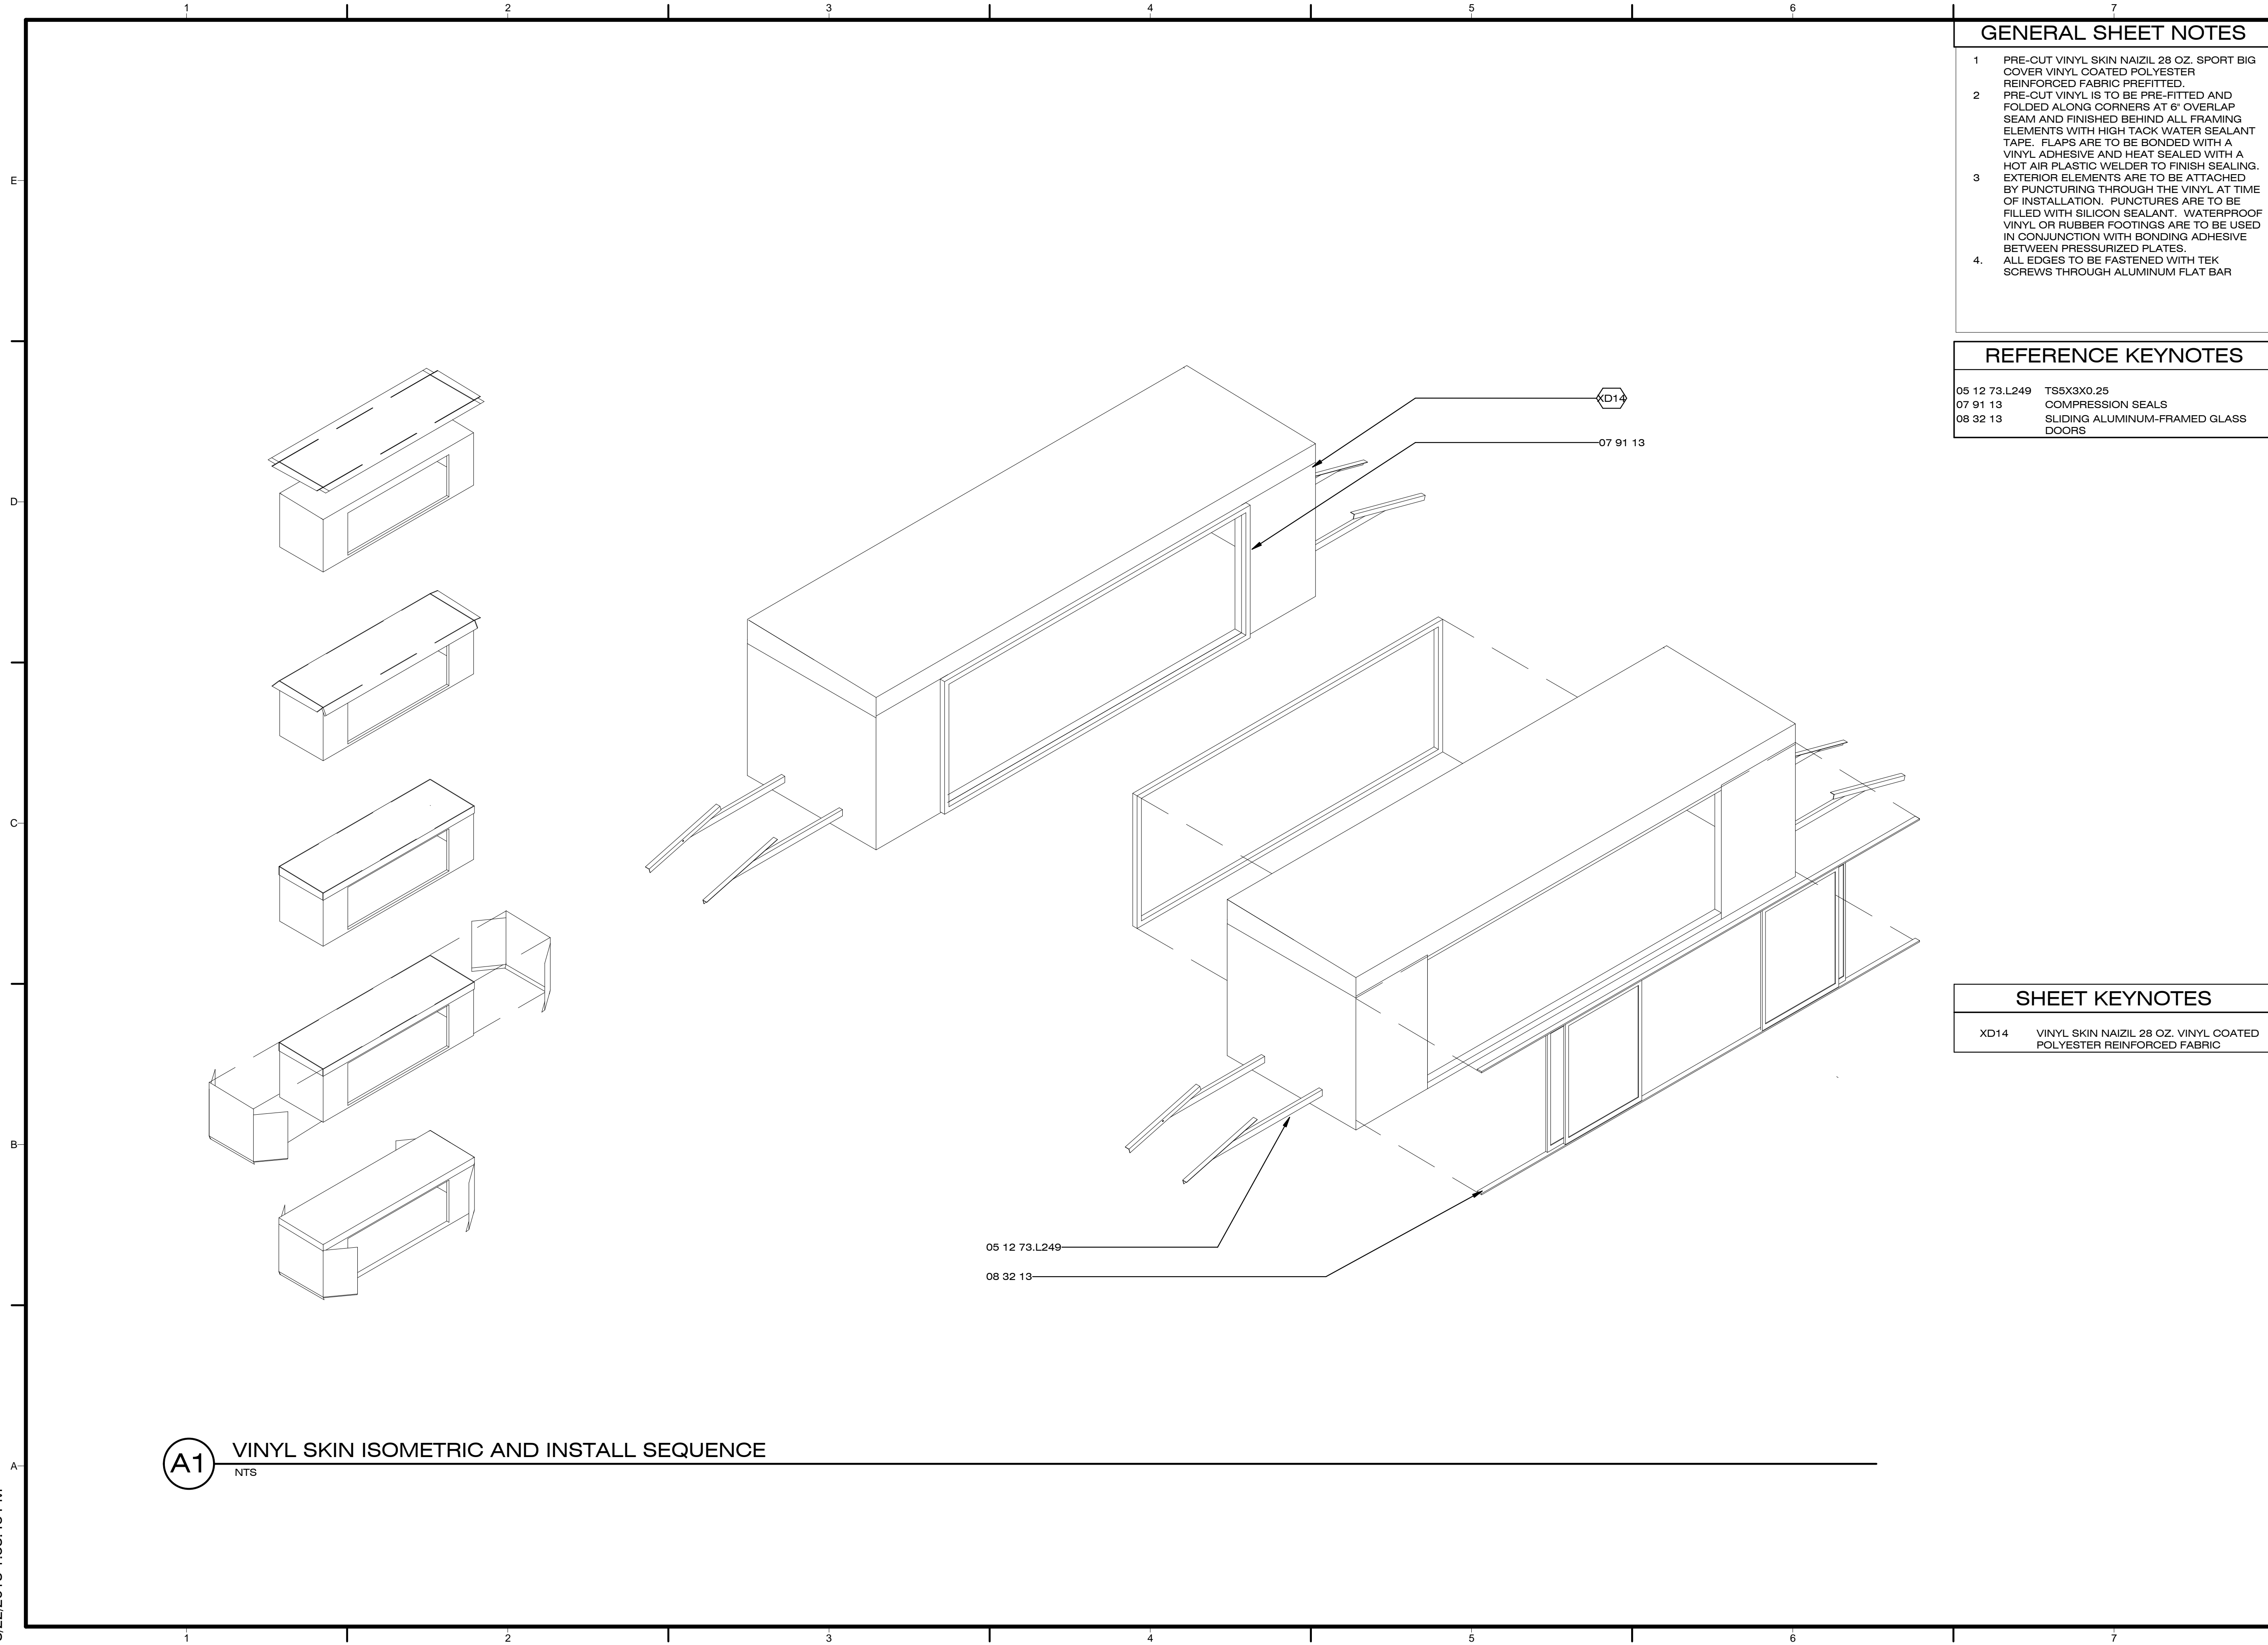 1 2 3 4 5 6 7
GENERAL SHEET NOTES
1 PRE-CUT VINYL SKIN NAIZIL 28 OZ. SPORT BIG
COVER VINYL COATED POLYESTER
REINFORCED FABRIC PREFITTED.
2 PRE-CUT VINYL IS TO BE PRE-FITTED AND
FOLDED ALONG CORNERS AT 6" OVERLAP
SEAM AND FINISHED BEHIND ALL FRAMING
ELEMENTS WITH HIGH TACK WATER SEALANT
TAPE. FLAPS ARE TO BE BONDED WITH A
VINYL ADHESIVE AND HEAT SEALED WITH A
HOT AIR PLASTIC WELDER TO FINISH SEALING.
3 EXTERIOR ELEMENTS ARE TO BE ATTACHED
BY PUNCTURING THROUGH THE VINYL AT TIME
OF INSTALLATION. PUNCTURES ARE TO BE
FILLED WITH SILICON SEALANT. WATERPROOF
VINYL OR RUBBER FOOTINGS ARE TO BE USED
IN CONJUNCTION WITH BONDING ADHESIVE
BETWEEN PRESSURIZED PLATES.
4. ALL EDGES TO BE FASTENED WITH TEK
SCREWS THROUGH ALUMINUM FLAT BAR
REFERENCE KEYNOTES
05 12 73.L249 TS5X3X0.25
07 91 13 COMPRESSION SEALS
08 32 13 SLIDING ALUMINUM-FRAMED GLASS
DOORS
SHEET KEYNOTES
XD14 VINYL SKIN NAIZIL 28 OZ. VINYL COATED
POLYESTER REINFORCED FABRIC
E
D
C
B
A
XD14
07 91 13
05 12 73.L249
08 32 13
A1
VINYL SKIN ISOMETRIC AND INSTALL SEQUENCE
NTS
1 2 3 4 5 6 7